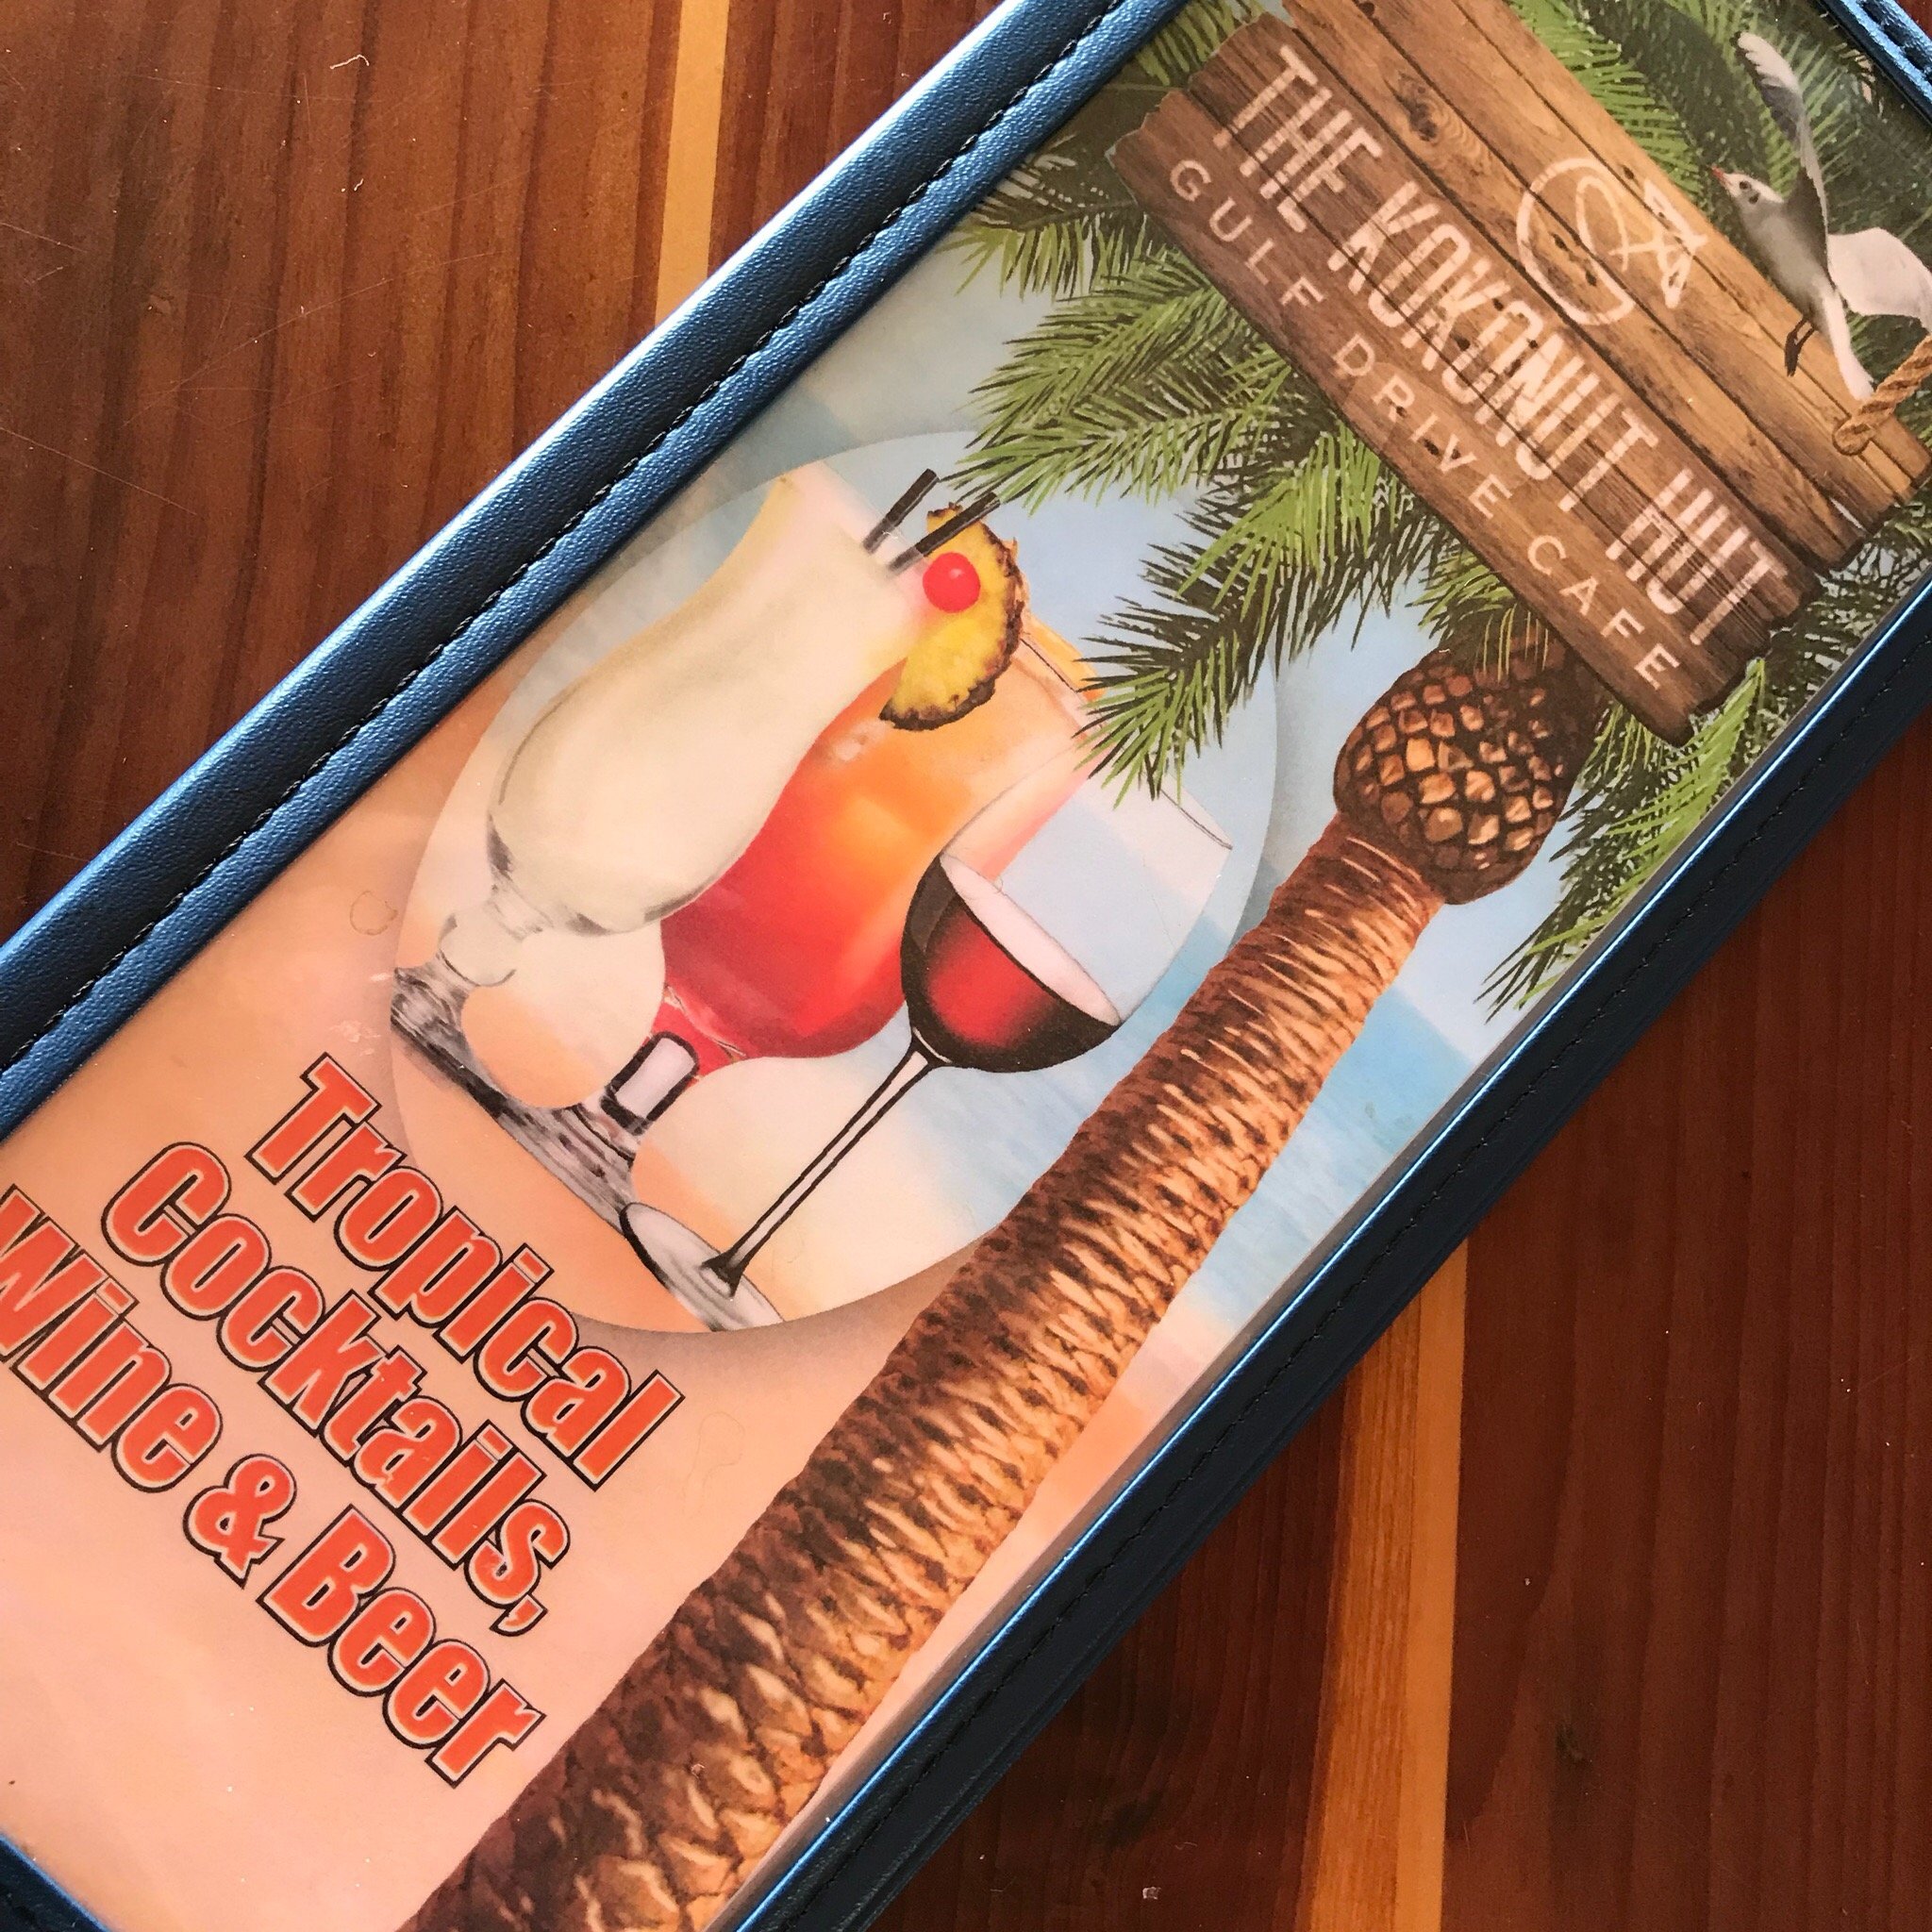 THE KOKONUT HUT
GULF DRIVE CAFE
Tropical
Cocktails,
Wine & Beer